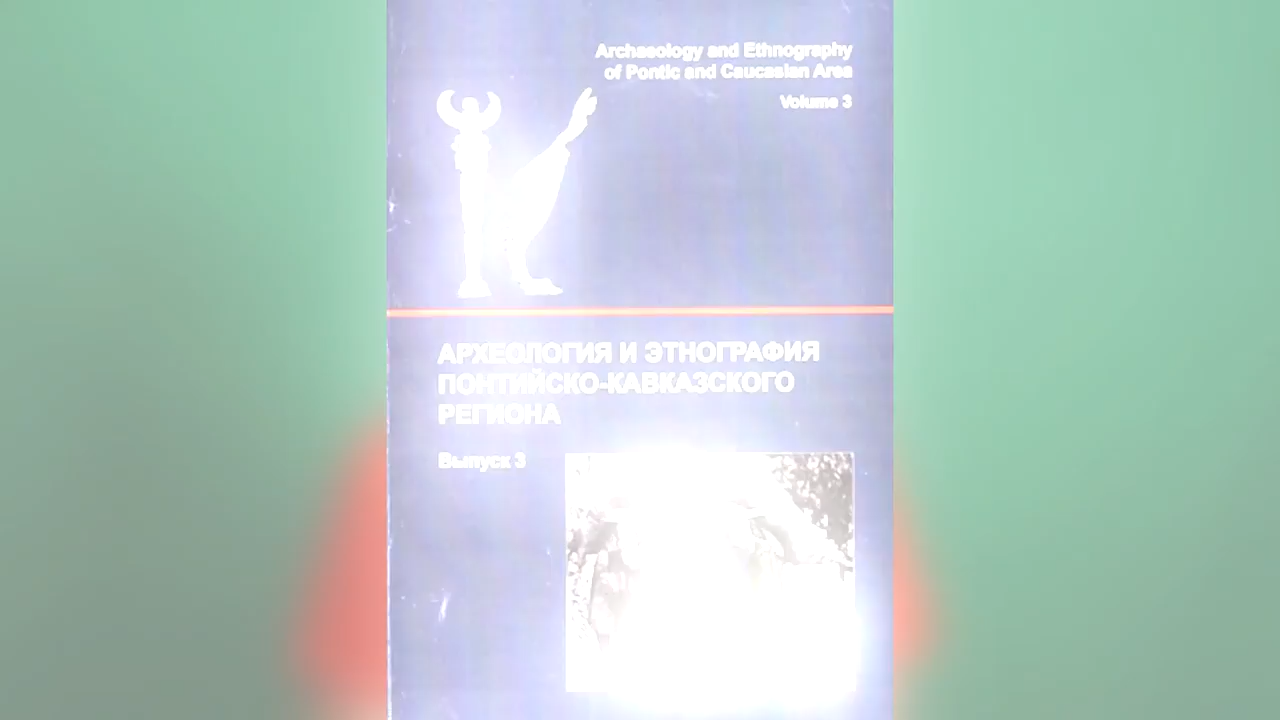 Archaeology and Ethnography
of Pontic and Caucasian Area
Volume 3
АРХЕОЛОГИЯ И ЭТНОГРАФИЯ
ПОНТИЙСКО-КАВКАЗСКОГО
РЕГИОНА
Выпуск 3